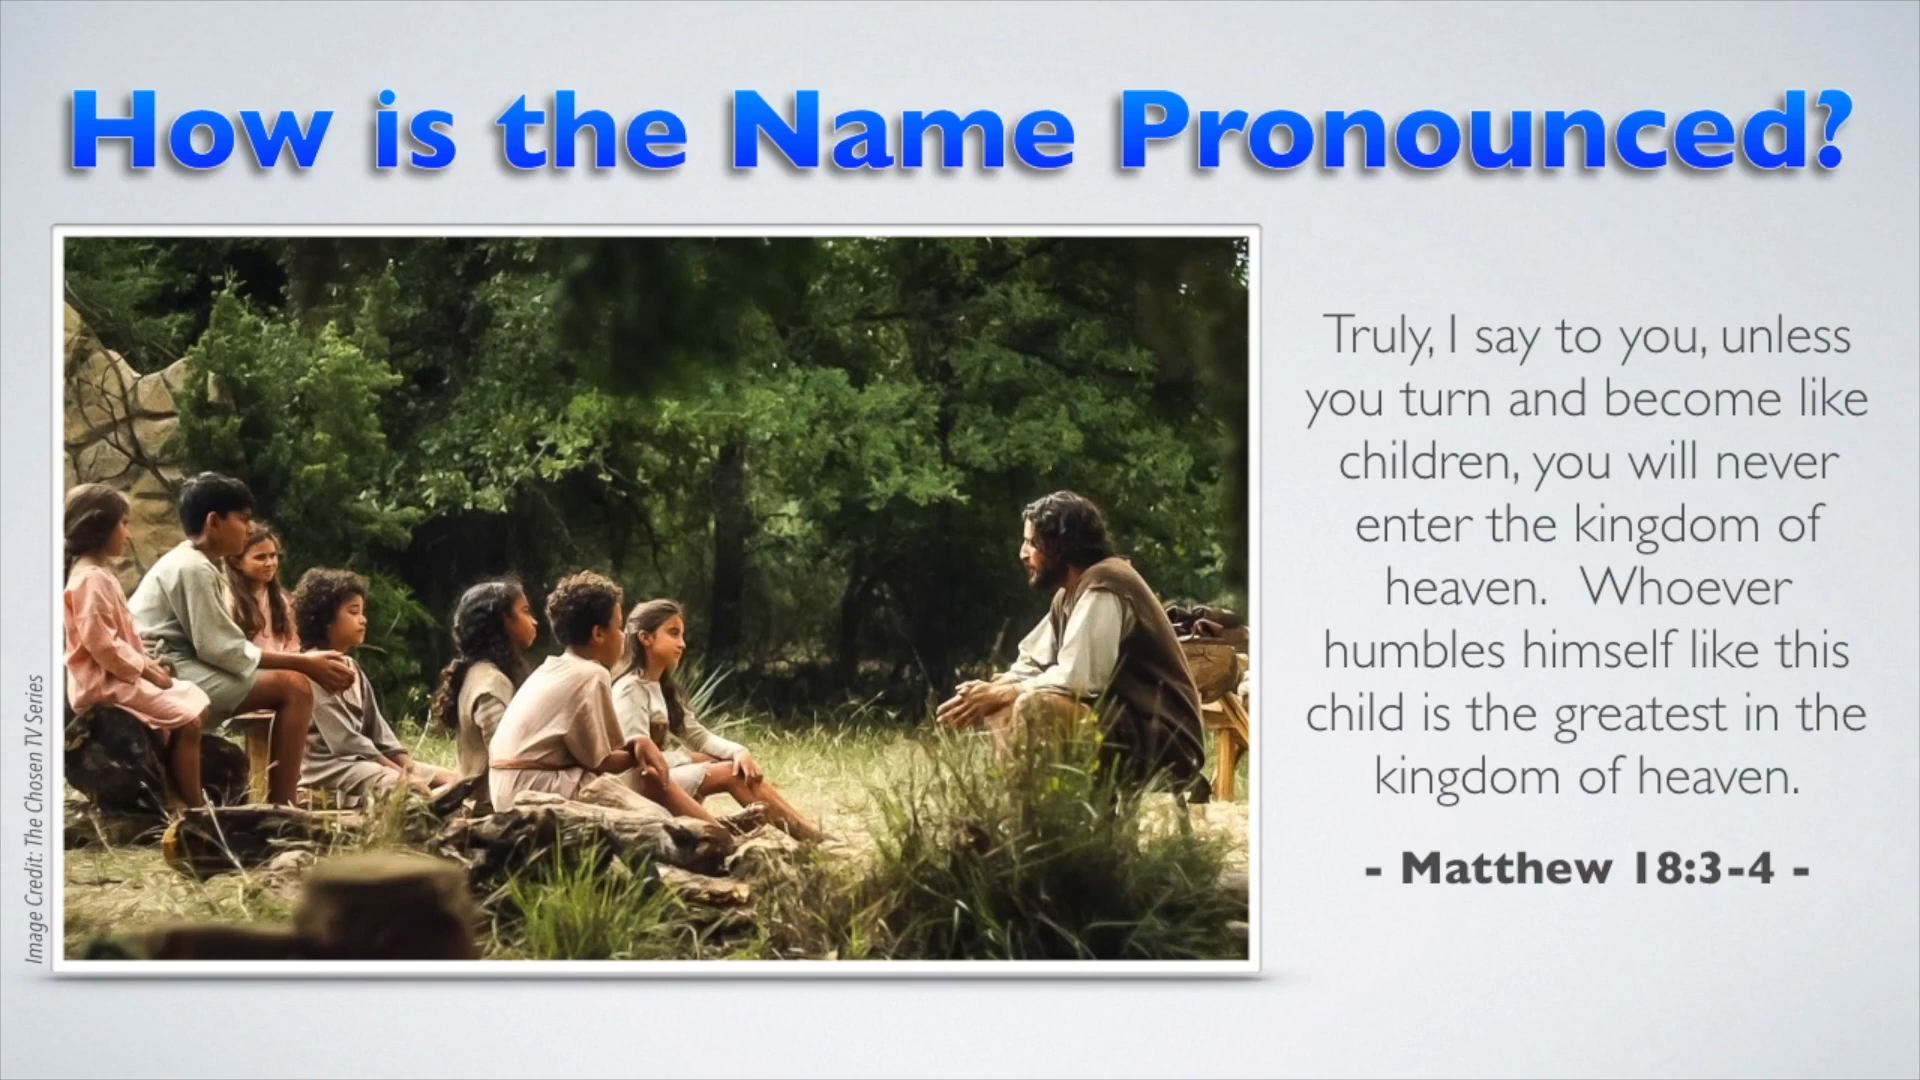 How is the Name Pronounced?
Truly, I say to you, unless
you turn and become like
children, you will never
enter the kingdom of
heaven.  Whoever
humbles himself like this
child is the greatest in the
kingdom of heaven.
- Matthew 18:3-4 -
Image Credit: The Chosen TV Series